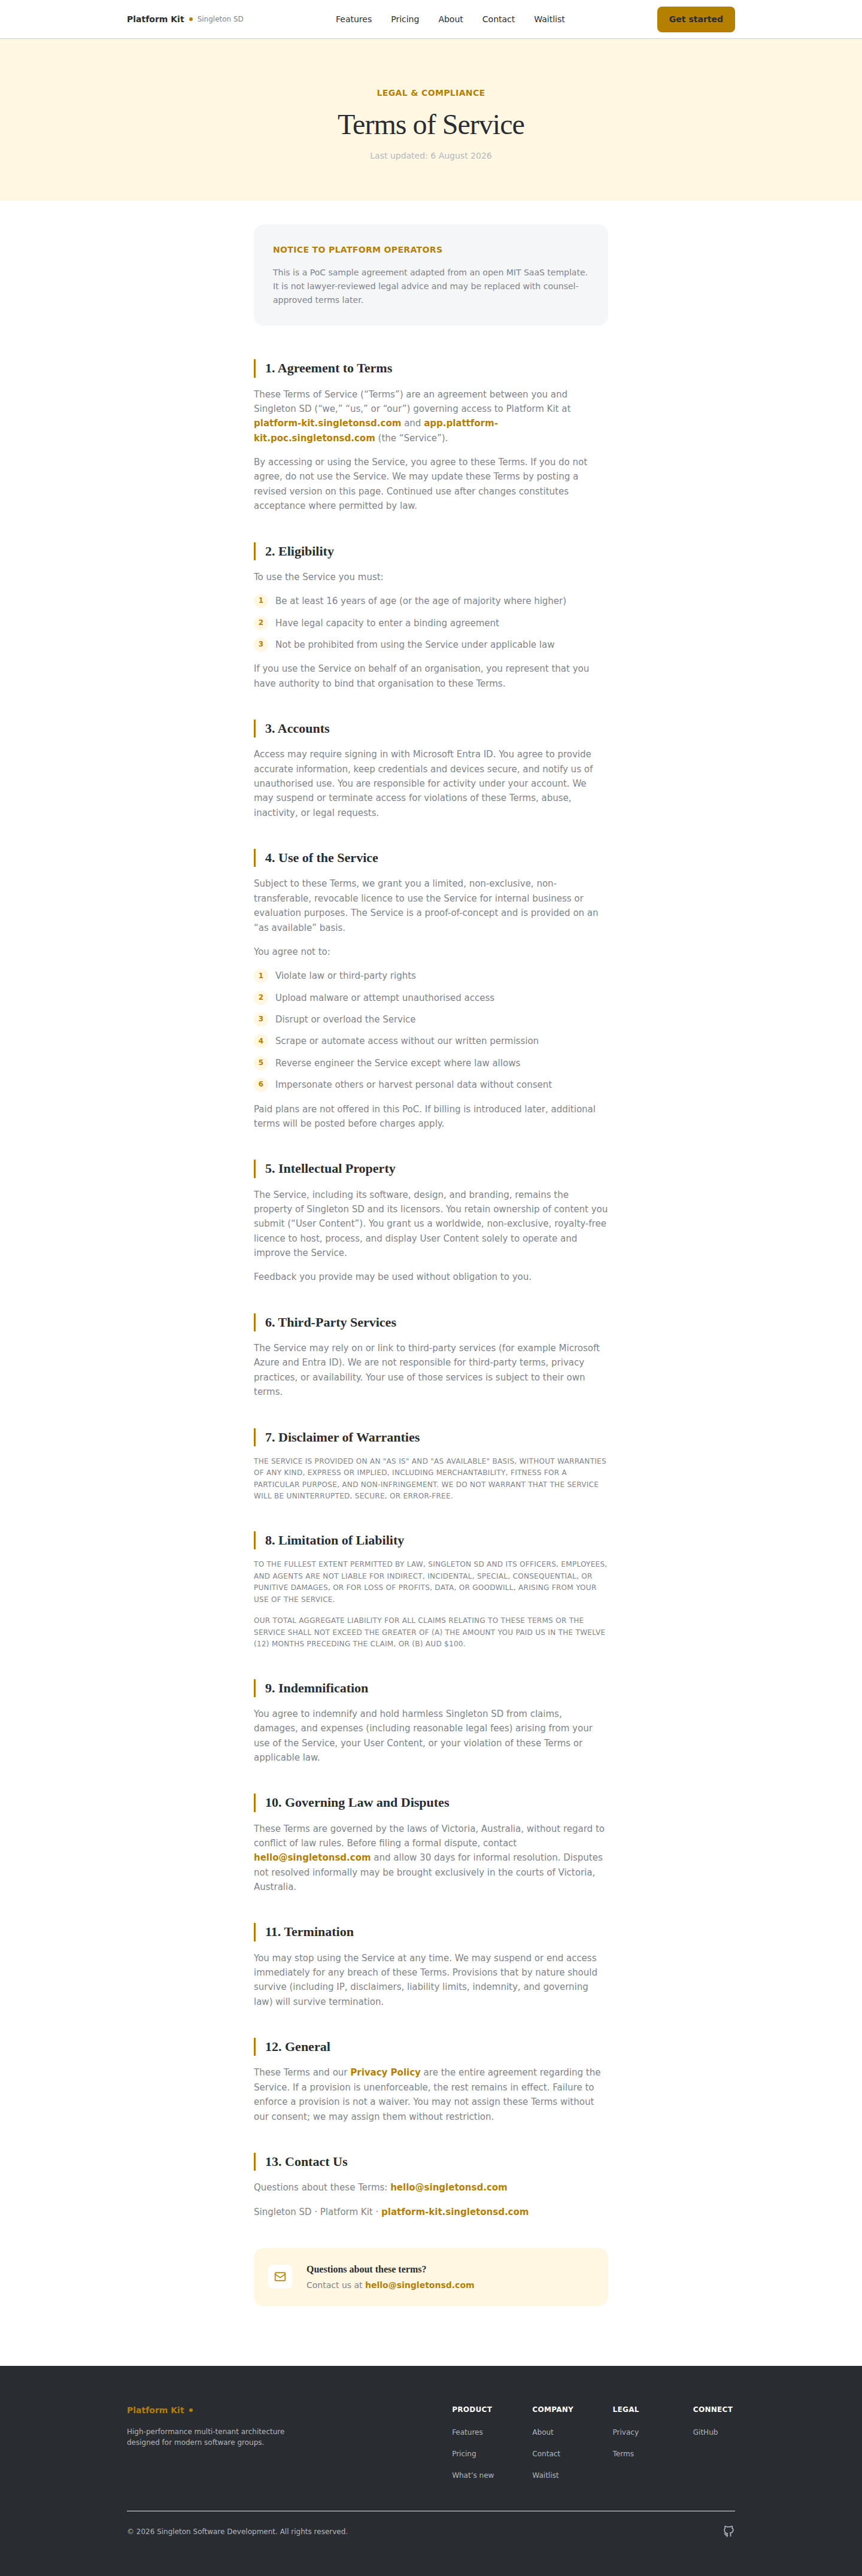 Platform Kit • Singleton SD
Features Pricing About Contact Waitlist
Get started
LEGAL & COMPLIANCE
Terms of Service
Last updated: 6 August 2026
NOTICE TO PLATFORM OPERATORS
This is a PoC sample agreement adapted from an open MIT SaaS template.
It is not lawyer-reviewed legal advice and may be replaced with counsel-
approved terms later.
1. Agreement to Terms
These Terms of Service (“Terms”) are an agreement between you and
Singleton SD (“we,” “us,” or “our”) governing access to Platform Kit at
platform-kit.singletonsd.com and app.plattform-
kit.poc.singletonsd.com (the “Service”).
By accessing or using the Service, you agree to these Terms. If you do not
agree, do not use the Service. We may update these Terms by posting a
revised version on this page. Continued use after changes constitutes
acceptance where permitted by law.
2. Eligibility
To use the Service you must:
1 Be at least 16 years of age (or the age of majority where higher)
2 Have legal capacity to enter a binding agreement
3 Not be prohibited from using the Service under applicable law
If you use the Service on behalf of an organisation, you represent that you
have authority to bind that organisation to these Terms.
3. Accounts
Access may require signing in with Microsoft Entra ID. You agree to provide
accurate information, keep credentials and devices secure, and notify us of
unauthorised use. You are responsible for activity under your account. We
may suspend or terminate access for violations of these Terms, abuse,
inactivity, or legal requests.
4. Use of the Service
Subject to these Terms, we grant you a limited, non-exclusive, non-
transferable, revocable licence to use the Service for internal business or
evaluation purposes. The Service is a proof-of-concept and is provided on an
“as available” basis.
You agree not to:
1 Violate law or third-party rights
2 Upload malware or attempt unauthorised access
3 Disrupt or overload the Service
4 Scrape or automate access without our written permission
5 Reverse engineer the Service except where law allows
6 Impersonate others or harvest personal data without consent
Paid plans are not offered in this PoC. If billing is introduced later, additional
terms will be posted before charges apply.
5. Intellectual Property
The Service, including its software, design, and branding, remains the
property of Singleton SD and its licensors. You retain ownership of content you
submit (“User Content”). You grant us a worldwide, non-exclusive, royalty-free
licence to host, process, and display User Content solely to operate and
improve the Service.
Feedback you provide may be used without obligation to you.
6. Third-Party Services
The Service may rely on or link to third-party services (for example Microsoft
Azure and Entra ID). We are not responsible for third-party terms, privacy
practices, or availability. Your use of those services is subject to their own
terms.
7. Disclaimer of Warranties
THE SERVICE IS PROVIDED ON AN "AS IS" AND "AS AVAILABLE" BASIS, WITHOUT WARRANTIES
OF ANY KIND, EXPRESS OR IMPLIED, INCLUDING MERCHANTABILITY, FITNESS FOR A
PARTICULAR PURPOSE, AND NON-INFRINGEMENT. WE DO NOT WARRANT THAT THE SERVICE
WILL BE UNINTERRUPTED, SECURE, OR ERROR-FREE.
8. Limitation of Liability
TO THE FULLEST EXTENT PERMITTED BY LAW, SINGLETON SD AND ITS OFFICERS, EMPLOYEES,
AND AGENTS ARE NOT LIABLE FOR INDIRECT, INCIDENTAL, SPECIAL, CONSEQUENTIAL, OR
PUNITIVE DAMAGES, OR FOR LOSS OF PROFITS, DATA, OR GOODWILL, ARISING FROM YOUR
USE OF THE SERVICE.
OUR TOTAL AGGREGATE LIABILITY FOR ALL CLAIMS RELATING TO THESE TERMS OR THE
SERVICE SHALL NOT EXCEED THE GREATER OF (A) THE AMOUNT YOU PAID US IN THE TWELVE
(12) MONTHS PRECEDING THE CLAIM, OR (B) AUD $100.
9. Indemnification
You agree to indemnify and hold harmless Singleton SD from claims,
damages, and expenses (including reasonable legal fees) arising from your
use of the Service, your User Content, or your violation of these Terms or
applicable law.
10. Governing Law and Disputes
These Terms are governed by the laws of Victoria, Australia, without regard to
conflict of law rules. Before filing a formal dispute, contact
hello@singletonsd.com and allow 30 days for informal resolution. Disputes
not resolved informally may be brought exclusively in the courts of Victoria,
Australia.
11. Termination
You may stop using the Service at any time. We may suspend or end access
immediately for any breach of these Terms. Provisions that by nature should
survive (including IP, disclaimers, liability limits, indemnity, and governing
law) will survive termination.
12. General
These Terms and our Privacy Policy are the entire agreement regarding the
Service. If a provision is unenforceable, the rest remains in effect. Failure to
enforce a provision is not a waiver. You may not assign these Terms without
our consent; we may assign them without restriction.
13. Contact Us
Questions about these Terms: hello@singletonsd.com
Singleton SD · Platform Kit · platform-kit.singletonsd.com
Questions about these terms?
Contact us at hello@singletonsd.com
Platform Kit •
High-performance multi-tenant architecture
designed for modern software groups.
PRODUCT
Features
Pricing
What's new
COMPANY
About
Contact
Waitlist
LEGAL
Privacy
Terms
CONNECT
GitHub
© 2026 Singleton Software Development. All rights reserved.